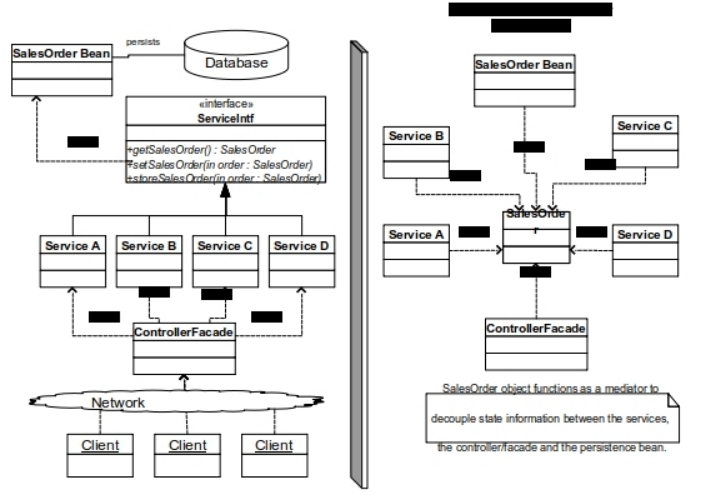 persists
SalesOrder Bean
Database
«interface»
ServiceIntf
+getSalesOrder() : SalesOrder
+setSalesOrder(in order : SalesOrder)
+storeSalesOrder(in order : SalesOrder)
Service A
Service B
Service C
Service D
ControllerFacade
Network
Client
Client
Client
SalesOrder Bean
Service B
Service C
SalesOrde
r
Service A
Service D
ControllerFacade
SalesOrder object functions as a mediator to
decouple state information between the services,
the controller/facade and the persistence bean.